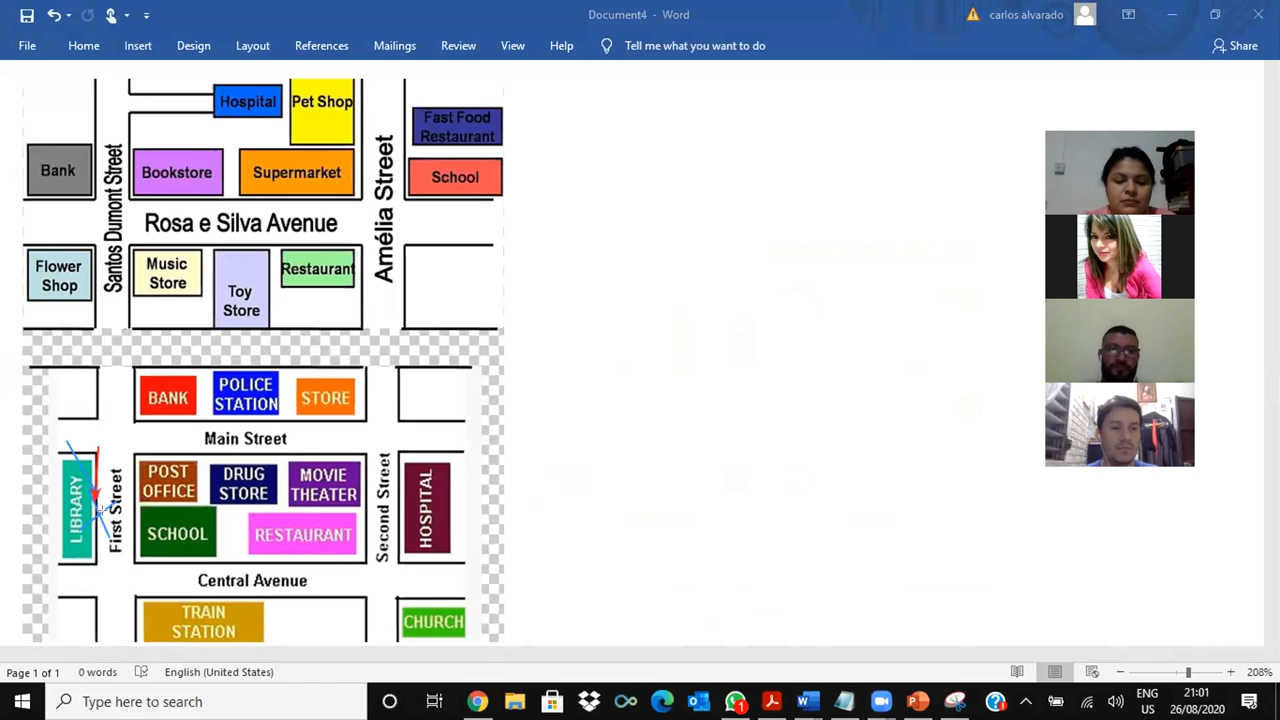 Document4 - Word
carlos alvarado
File Home Insert Design Layout References Mailings Review View Help Tell me what you want to do Share
Hospital
Pet Shop
Fast Food
Restaurant
Bank
Bookstore
Supermarket
School
Santos Dumont Street
Amélia Street
Rosa e Silva Avenue
Flower
Shop
Music
Store
Toy
Store
Restaurant
BANK
POLICE
STATION
STORE
Main Street
LIBRARY
First Street
POST
OFFICE
DRUG
STORE
MOVIE
THEATER
SCHOOL
RESTAURANT
Second Street
HOSPITAL
Central Avenue
TRAIN
STATION
CHURCH
Page 1 of 1 0 words English (United States) 208%
Type here to search
1
ENG
US
21:01
26/08/2020